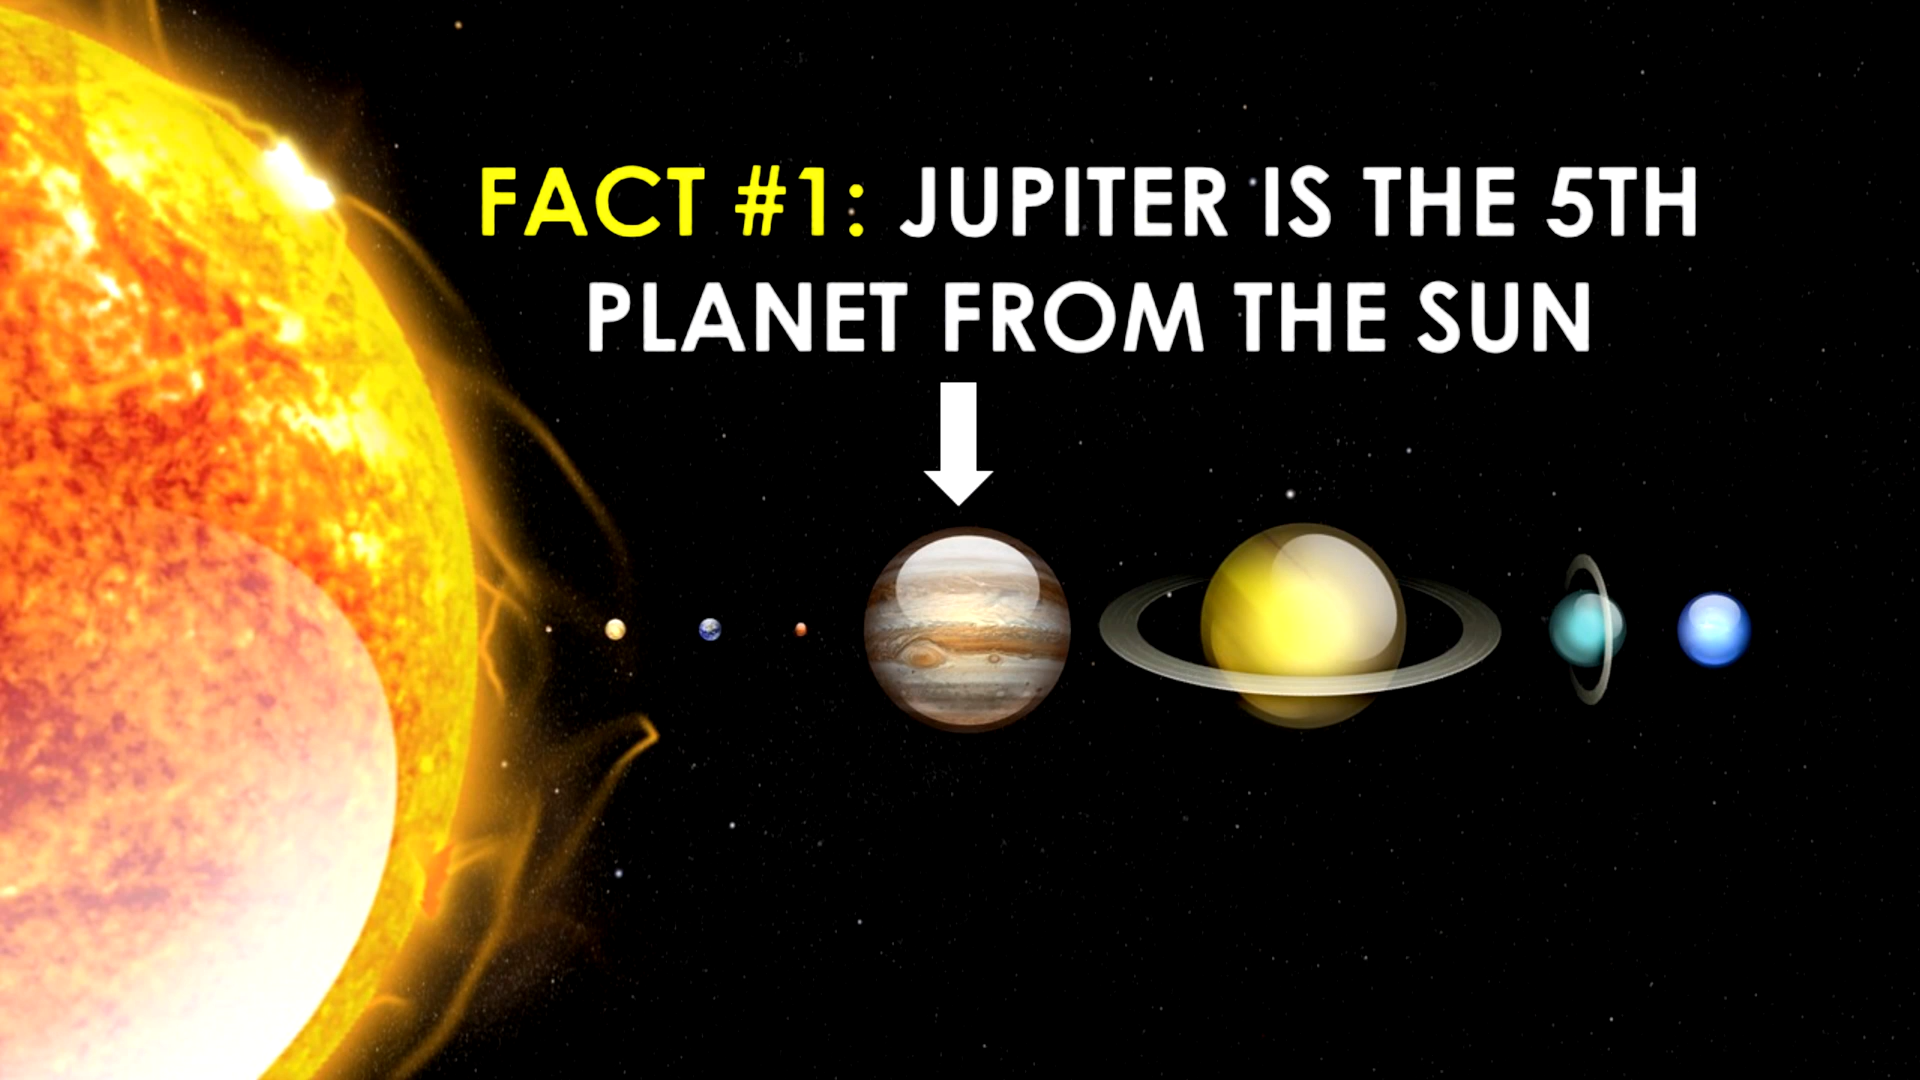 FACT #1: JUPITER IS THE 5TH
PLANET FROM THE SUN